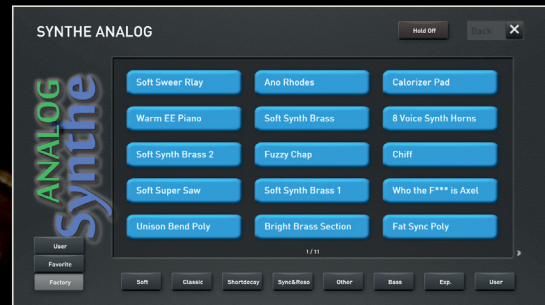 SYNTHE ANALOG
Hold Off
Back
X
ANALOG
Synthe
Soft Sweer Rlay
Ano Rhodes
Calorizer Pad
Warm EE Piano
Soft Synth Brass
8 Voice Synth Horns
Soft Synth Brass 2
Fuzzy Chap
Chiff
Soft Super Saw
Soft Synth Brass 1
Who the F*** is Axel
Unison Bend Poly
Bright Brass Section
Fat Sync Poly
1 / 11
User
Favorite
Factory
Soft
Classic
Shortdecay
Sync&Reso
Other
Bass
Exp.
User